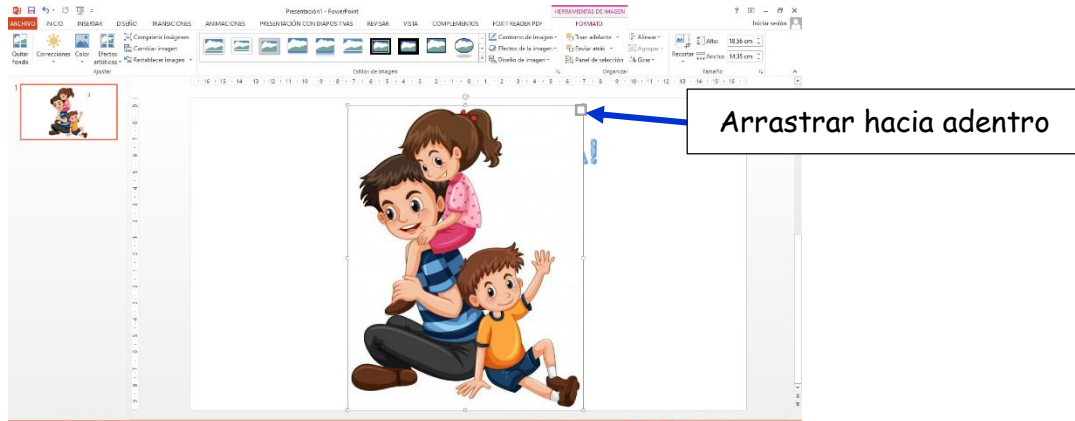 Presentación1 - PowerPoint
HERRAMIENTAS DE IMAGEN
ARCHIVO INICIO INSERTAR DISEÑO TRANSICIONES ANIMACIONES PRESENTACIÓN CON DIAPOSITIVAS REVISAR VISTA COMPLEMENTOS FOXIT READER PDF FORMATO Iniciar sesión
Quitar fondo
Correcciones
Color
Efectos artísticos
Comprimir imágenes
Cambiar imagen
Restablecer imagen
Ajustar
Estilos de imagen
Contorno de imagen
Efectos de la imagen
Diseño de imagen
Traer adelante
Enviar atrás
Panel de selección
Alinear
Agrupar
Girar
Organizar
Recortar
Alto: 18.36 cm
Ancho: 14.35 cm
Tamaño
1
A!
Arrastrar hacia adentro